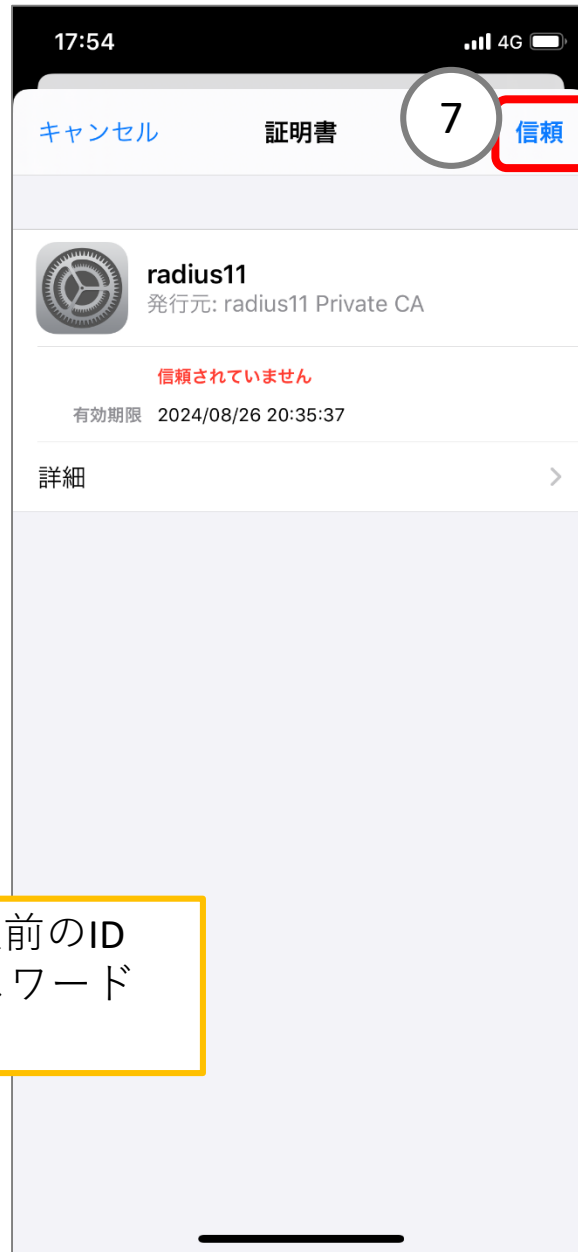 17:54
4G
キャンセル
証明書
7
信頼
radius11
発行元: radius11 Private CA
信頼されていません
有効期限 2024/08/26 20:35:37
詳細
前のID
ワード